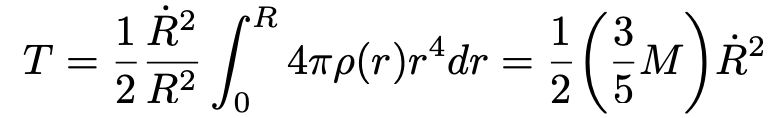 T = \frac{1}{2} \frac{\dot{R}^2}{R^2} \int_0^R 4\pi\rho(r)r^4 dr = \frac{1}{2} \left( \frac{3}{5} M \right) \dot{R}^2